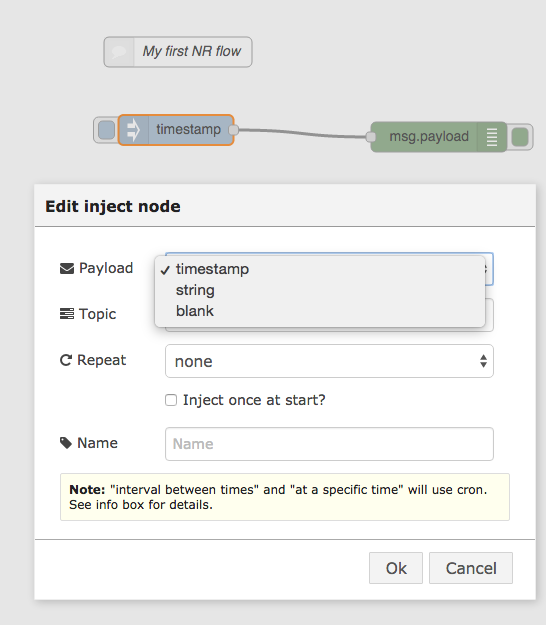 My first NR flow
timestamp
msg.payload
Edit inject node
Payload
✓ timestamp
string
blank
Topic
Repeat
none
Inject once at start?
Name
Name
Note: "interval between times" and "at a specific time" will use cron.
See info box for details.
Ok
Cancel